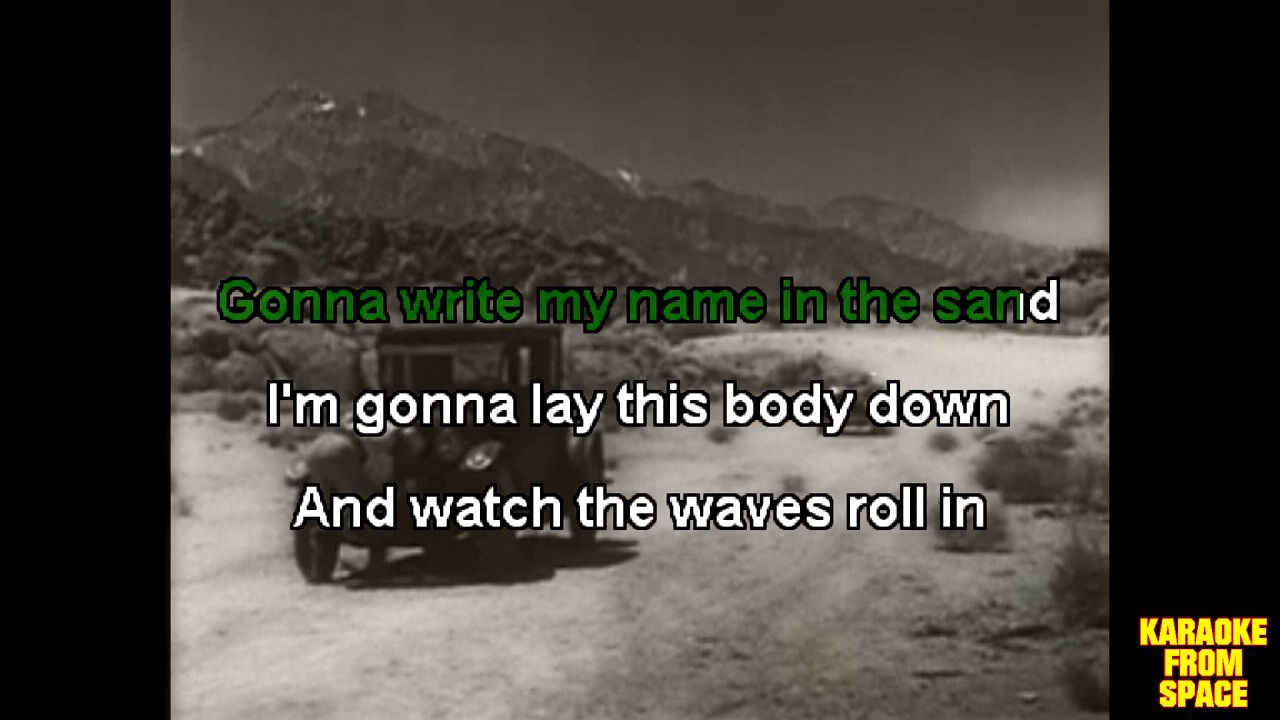 Gonna write my name in the sand
I'm gonna lay this body down
And watch the waves roll in
KARAOKE
FROM
SPACE